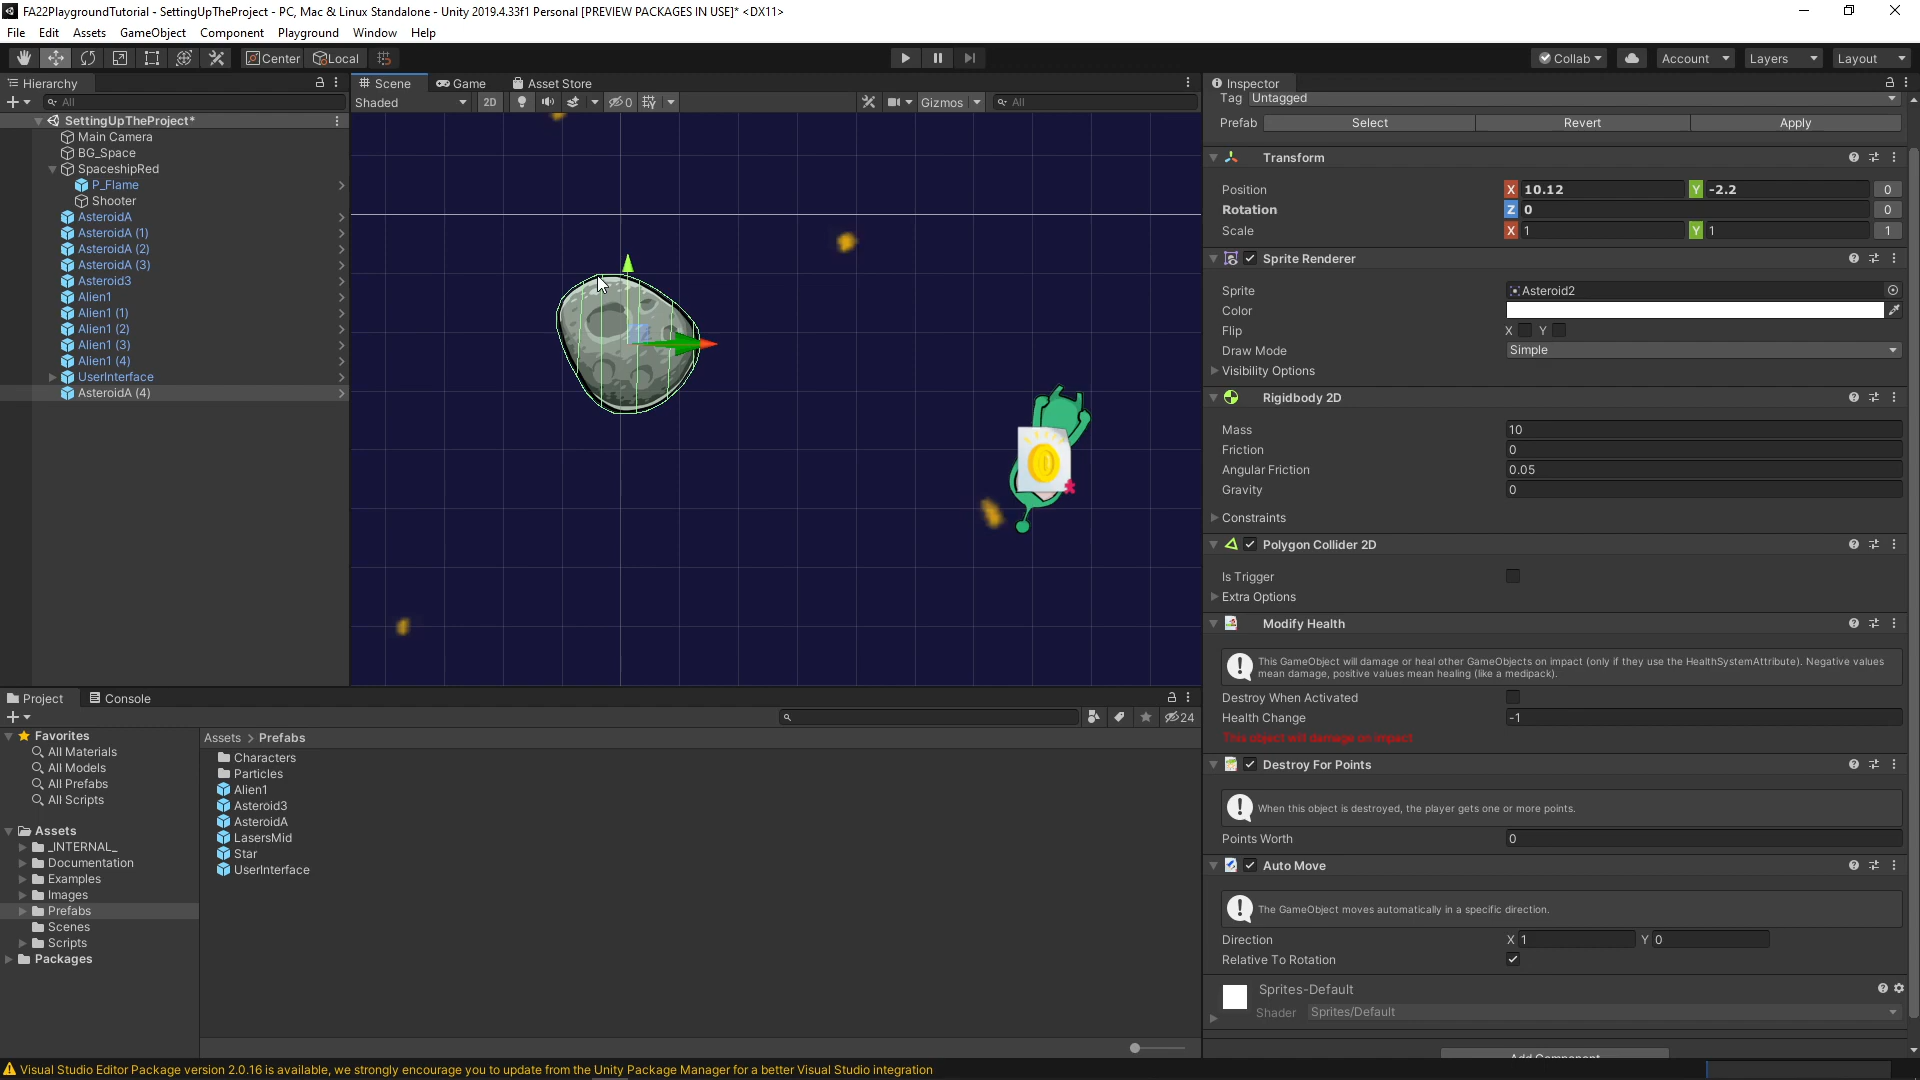 FA22PlaygroundTutorial - SettingUpTheProject - PC, Mac & Linux Standalone - Unity 2019.4.33f1 Personal [PREVIEW PACKAGES IN USE]* <DX11>
File Edit Assets GameObject Component Playground Window Help
Center Local Collab Account Layers Layout
Hierarchy
All
SettingUpTheProject*
Main Camera
BG_Space
SpaceshipRed
P_Flame
Shooter
AsteroidA
AsteroidA (1)
AsteroidA (2)
AsteroidA (3)
Asteroid3
Alien1
Alien1 (1)
Alien1 (2)
Alien1 (3)
Alien1 (4)
UserInterface
AsteroidA (4)
Scene Game Asset Store
Shaded 2D 0 Gizmos All
Inspector
Tag Untagged
Prefab Select Revert Apply
Transform
Position X 10.12 Y -2.2 0
Rotation Z 0 0
Scale X 1 Y 1 1
Sprite Renderer
Sprite Asteroid2
Color
Flip X Y
Draw Mode Simple
Visibility Options
Rigidbody 2D
Mass 10
Friction 0
Angular Friction 0.05
Gravity 0
Constraints
Polygon Collider 2D
Is Trigger
Extra Options
Modify Health
This GameObject will damage or heal other GameObjects on impact (only if they use the HealthSystemAttribute). Negative values
mean damage, positive values mean healing (like a medipack).
Destroy When Activated
Health Change -1
This object will damage on impact
Destroy For Points
When this object is destroyed, the player gets one or more points.
Points Worth 0
Auto Move
The GameObject moves automatically in a specific direction.
Direction X 1 Y 0
Relative To Rotation
Sprites-Default
Shader Sprites/Default
Add Component
Project Console
24
Favorites
All Materials
All Models
All Prefabs
All Scripts
Assets
_INTERNAL_
Documentation
Examples
Images
Prefabs
Scenes
Scripts
Packages
Assets > Prefabs
Characters
Particles
Alien1
Asteroid3
AsteroidA
LasersMid
Star
UserInterface
Visual Studio Editor Package version 2.0.16 is available, we strongly encourage you to update from the Unity Package Manager for a better Visual Studio integration